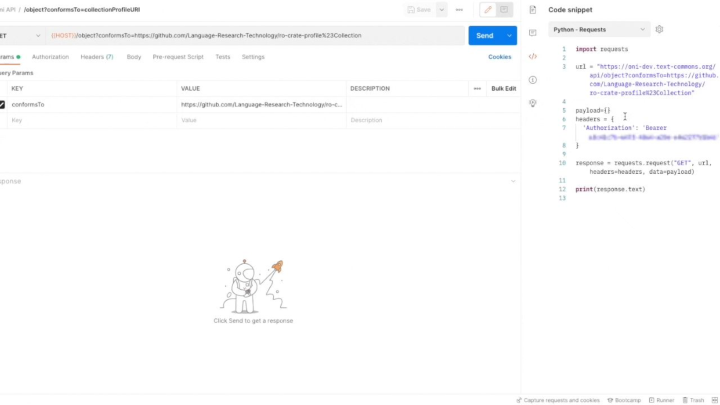 ni API / /object?conformsTo=collectionProfileURI
Save
Code snippet
ET
{{HOST}}/object?conformsTo=https://github.com/Language-Research-Technology/ro-crate-profile%23Collection
Send
Python - Requests
rams
Authorization
Headers (7)
Body
Pre-request Script
Tests
Settings
Cookies
uery Params
KEY
VALUE
DESCRIPTION
Bulk Edit
conformsTo
https://github.com/Language-Research-Technology/ro-c...
Key
Value
Description
sponse
Click Send to get a response
1 import requests
2
3 url = "https://oni-dev.text-commons.org/
api/object?conformsTo=https://github.
com/Language-Research-Technology/
ro-crate-profile%23Collection"
4
5 payload={}
6 headers = {
7 'Authorization': 'Bearer
8 }
9
10 response = requests.request("GET", url,
headers=headers, data=payload)
11
12 print(response.text)
13
Capture requests and cookies
Bootcamp
Runner
Trash